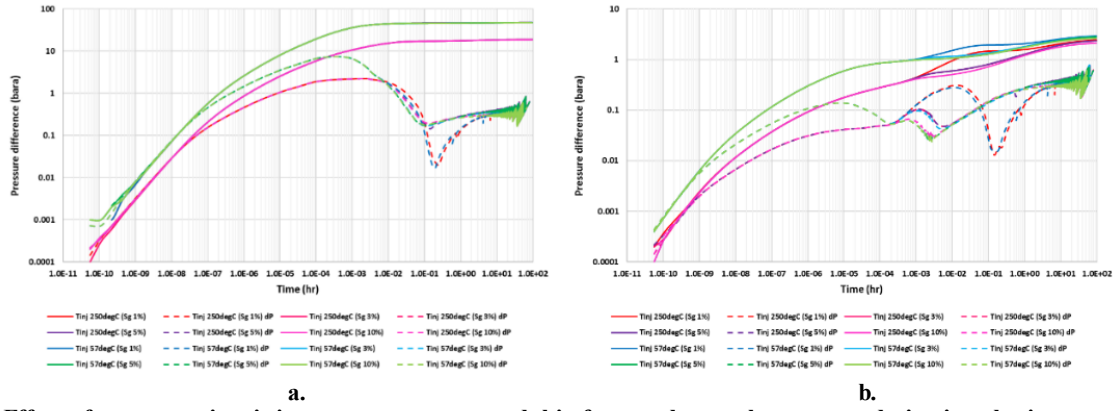 100
10
1
0.1
0.01
0.001
0.0001
Pressure difference (bara)
1.0E-11 1.0E-10 1.0E-09 1.0E-08 1.0E-07 1.0E-06 1.0E-05 1.0E-04 1.0E-03 1.0E-02 1.0E-01 1.0E+00 1.0E+01 1.0E+02
Time (hr)
Tinj 250degC (Sg 1%) Tinj 250degC (Sg 1%) dP Tinj 250degC (Sg 3%) Tinj 250degC (Sg 3%) dP
Tinj 250degC (Sg 5%) Tinj 250degC (Sg 5%) dP Tinj 250degC (Sg 10%) Tinj 250degC (Sg 10%) dP
Tinj 57degC (Sg 1%) Tinj 57degC (Sg 1%) dP Tinj 57degC (Sg 3%) Tinj 57degC (Sg 3%) dP
Tinj 57degC (Sg 5%) Tinj 57degC (Sg 5%) dP Tinj 57degC (Sg 10%) Tinj 57degC (Sg 10%) dP
a.
10
1
0.1
0.01
0.001
0.0001
Pressure difference (bara)
1.0E-11 1.0E-10 1.0E-09 1.0E-08 1.0E-07 1.0E-06 1.0E-05 1.0E-04 1.0E-03 1.0E-02 1.0E-01 1.0E+00 1.0E+01 1.0E+02
Time (hr)
Tinj 250degC (Sg 1%) Tinj 250degC (Sg 1%) dP Tinj 250degC (Sg 3%) Tinj 250degC (Sg 3%) dP
Tinj 250degC (Sg 5%) Tinj 250degC (Sg 5%) dP Tinj 250degC (Sg 10%) Tinj 250degC (Sg 10%) dP
Tinj 57degC (Sg 1%) Tinj 57degC (Sg 1%) dP Tinj 57degC (Sg 3%) Tinj 57degC (Sg 3%) dP
Tinj 57degC (Sg 5%) Tinj 57degC (Sg 5%) dP Tinj 57degC (Sg 10%) Tinj 57degC (Sg 10%) dP
b.